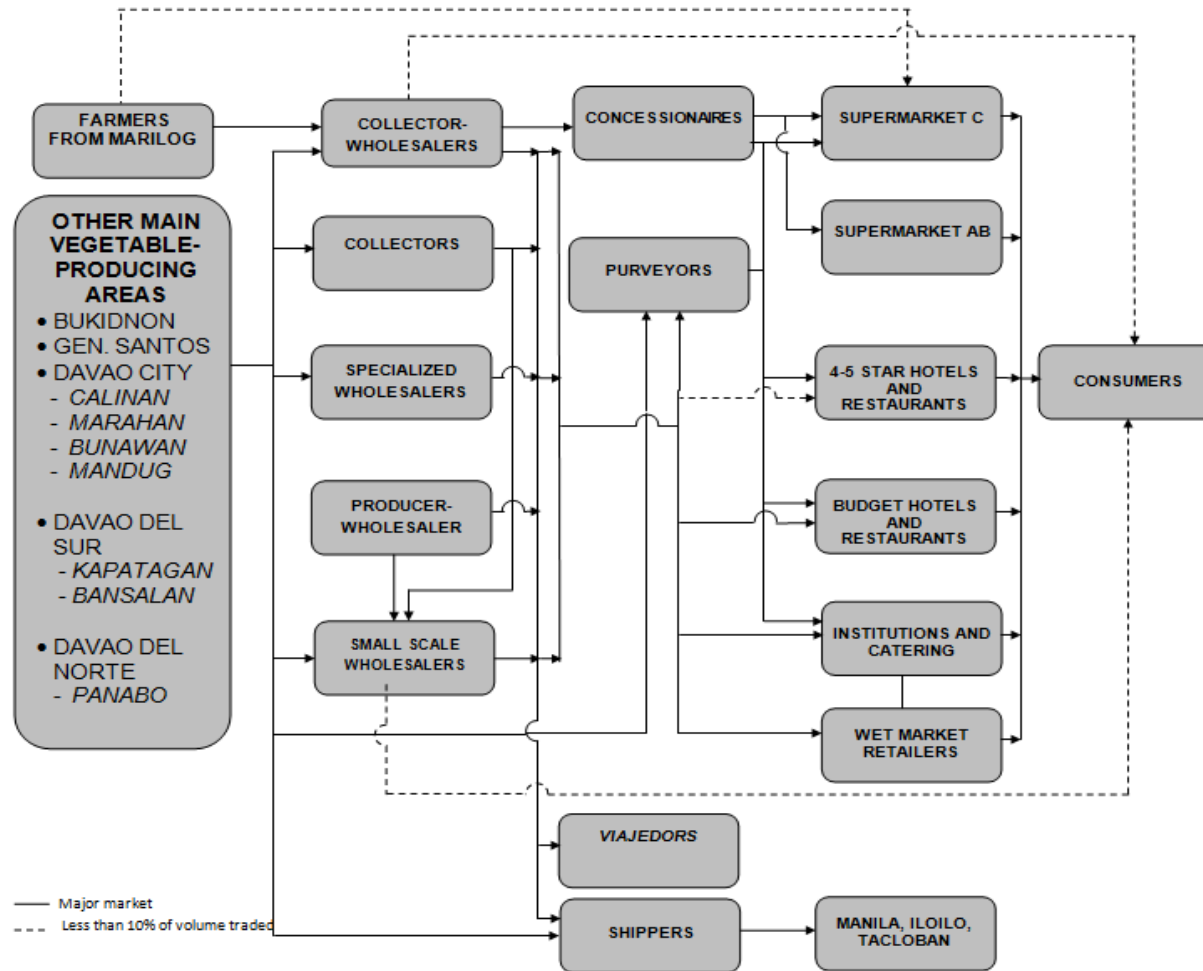 FARMERS
FROM MARILOG
OTHER MAIN
VEGETABLE-
PRODUCING
AREAS
• BUKIDNON
• GEN. SANTOS
• DAVAO CITY
- CALINAN
- MARAHAN
- BUNAWAN
- MANDUG
• DAVAO DEL
SUR
- KAPATAGAN
- BANSALAN
• DAVAO DEL
NORTE
- PANABO
COLLECTOR-
WHOLESALERS
COLLECTORS
SPECIALIZED
WHOLESALERS
PRODUCER-
WHOLESALER
SMALL SCALE
WHOLESALERS
CONCESSIONAIRES
PURVEYORS
VIAJEDORS
SHIPPERS
SUPERMARKET C
SUPERMARKET AB
4-5 STAR HOTELS
AND
RESTAURANTS
BUDGET HOTELS
AND
RESTAURANTS
INSTITUTIONS AND
CATERING
WET MARKET
RETAILERS
MANILA, ILOILO,
TACLOBAN
CONSUMERS
Major market
Less than 10% of volume traded